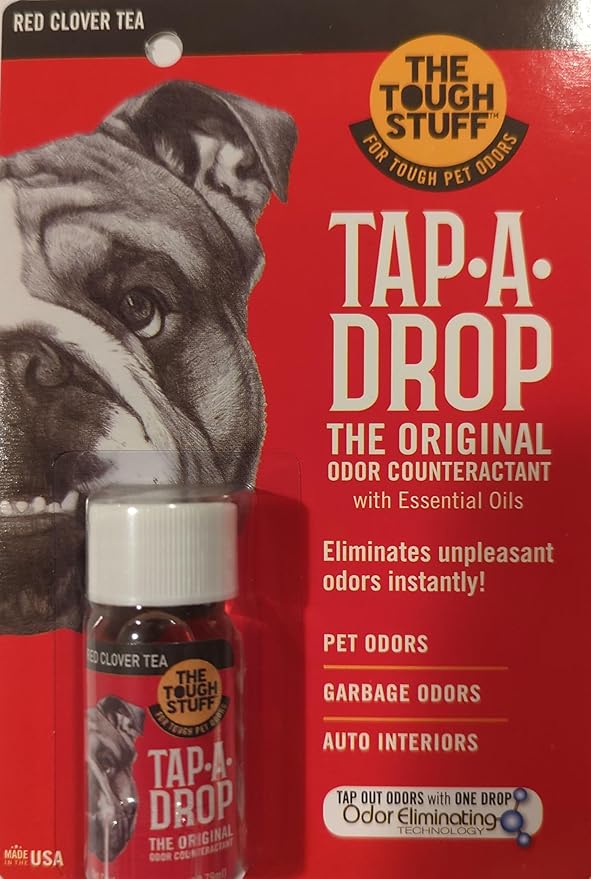 RED CLOVER TEA
THE
TOUGH
STUFF™
FOR TOUGH PET ODORS
TAP•A•
DROP
THE ORIGINAL
ODOR COUNTERACTANT
with Essential Oils
Eliminates unpleasant
odors instantly!
PET ODORS
GARBAGE ODORS
AUTO INTERIORS
TAP OUT ODORS with ONE DROP
Odor Eliminating
TECHNOLOGY
RED CLOVER TEA
THE
TOUGH
STUFF
FOR TOUGH PET ODORS
TAP•A•
DROP
THE ORIGINAL
ODOR COUNTERACTANT
MADE
IN THE
USA